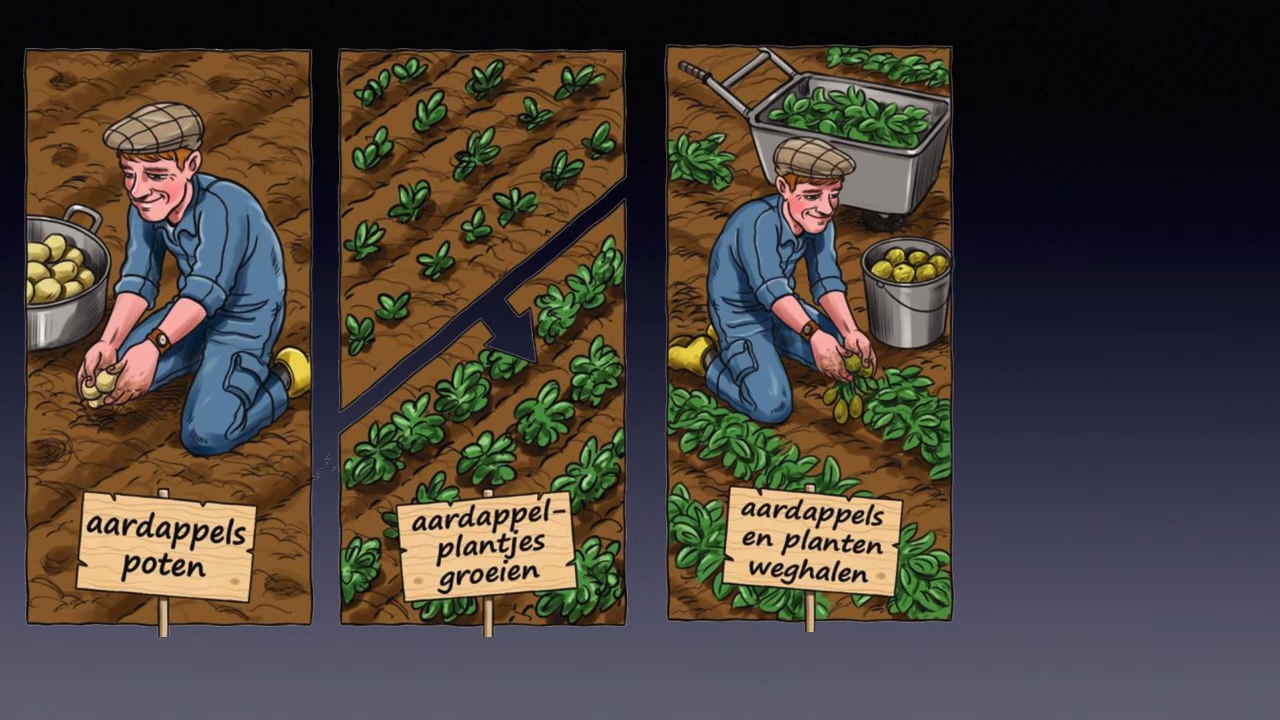 aardappels
poten
aardappel-
plantjes
groeien
aardappels
en planten
weghalen